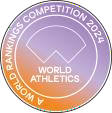 A WORLD RANKINGS COMPETITION 2024
WORLD
ATHLETICS